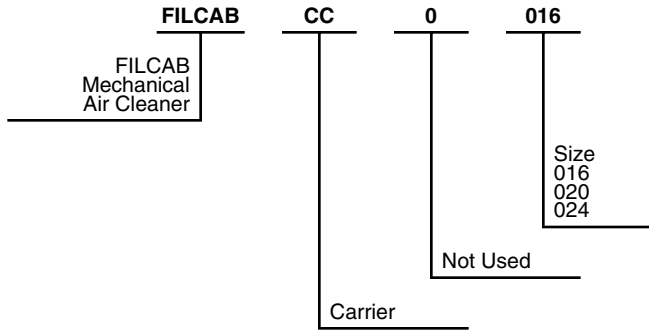 FILCAB CC 0 016
FILCAB
Mechanical
Air Cleaner
Size
016
020
024
Not Used
Carrier